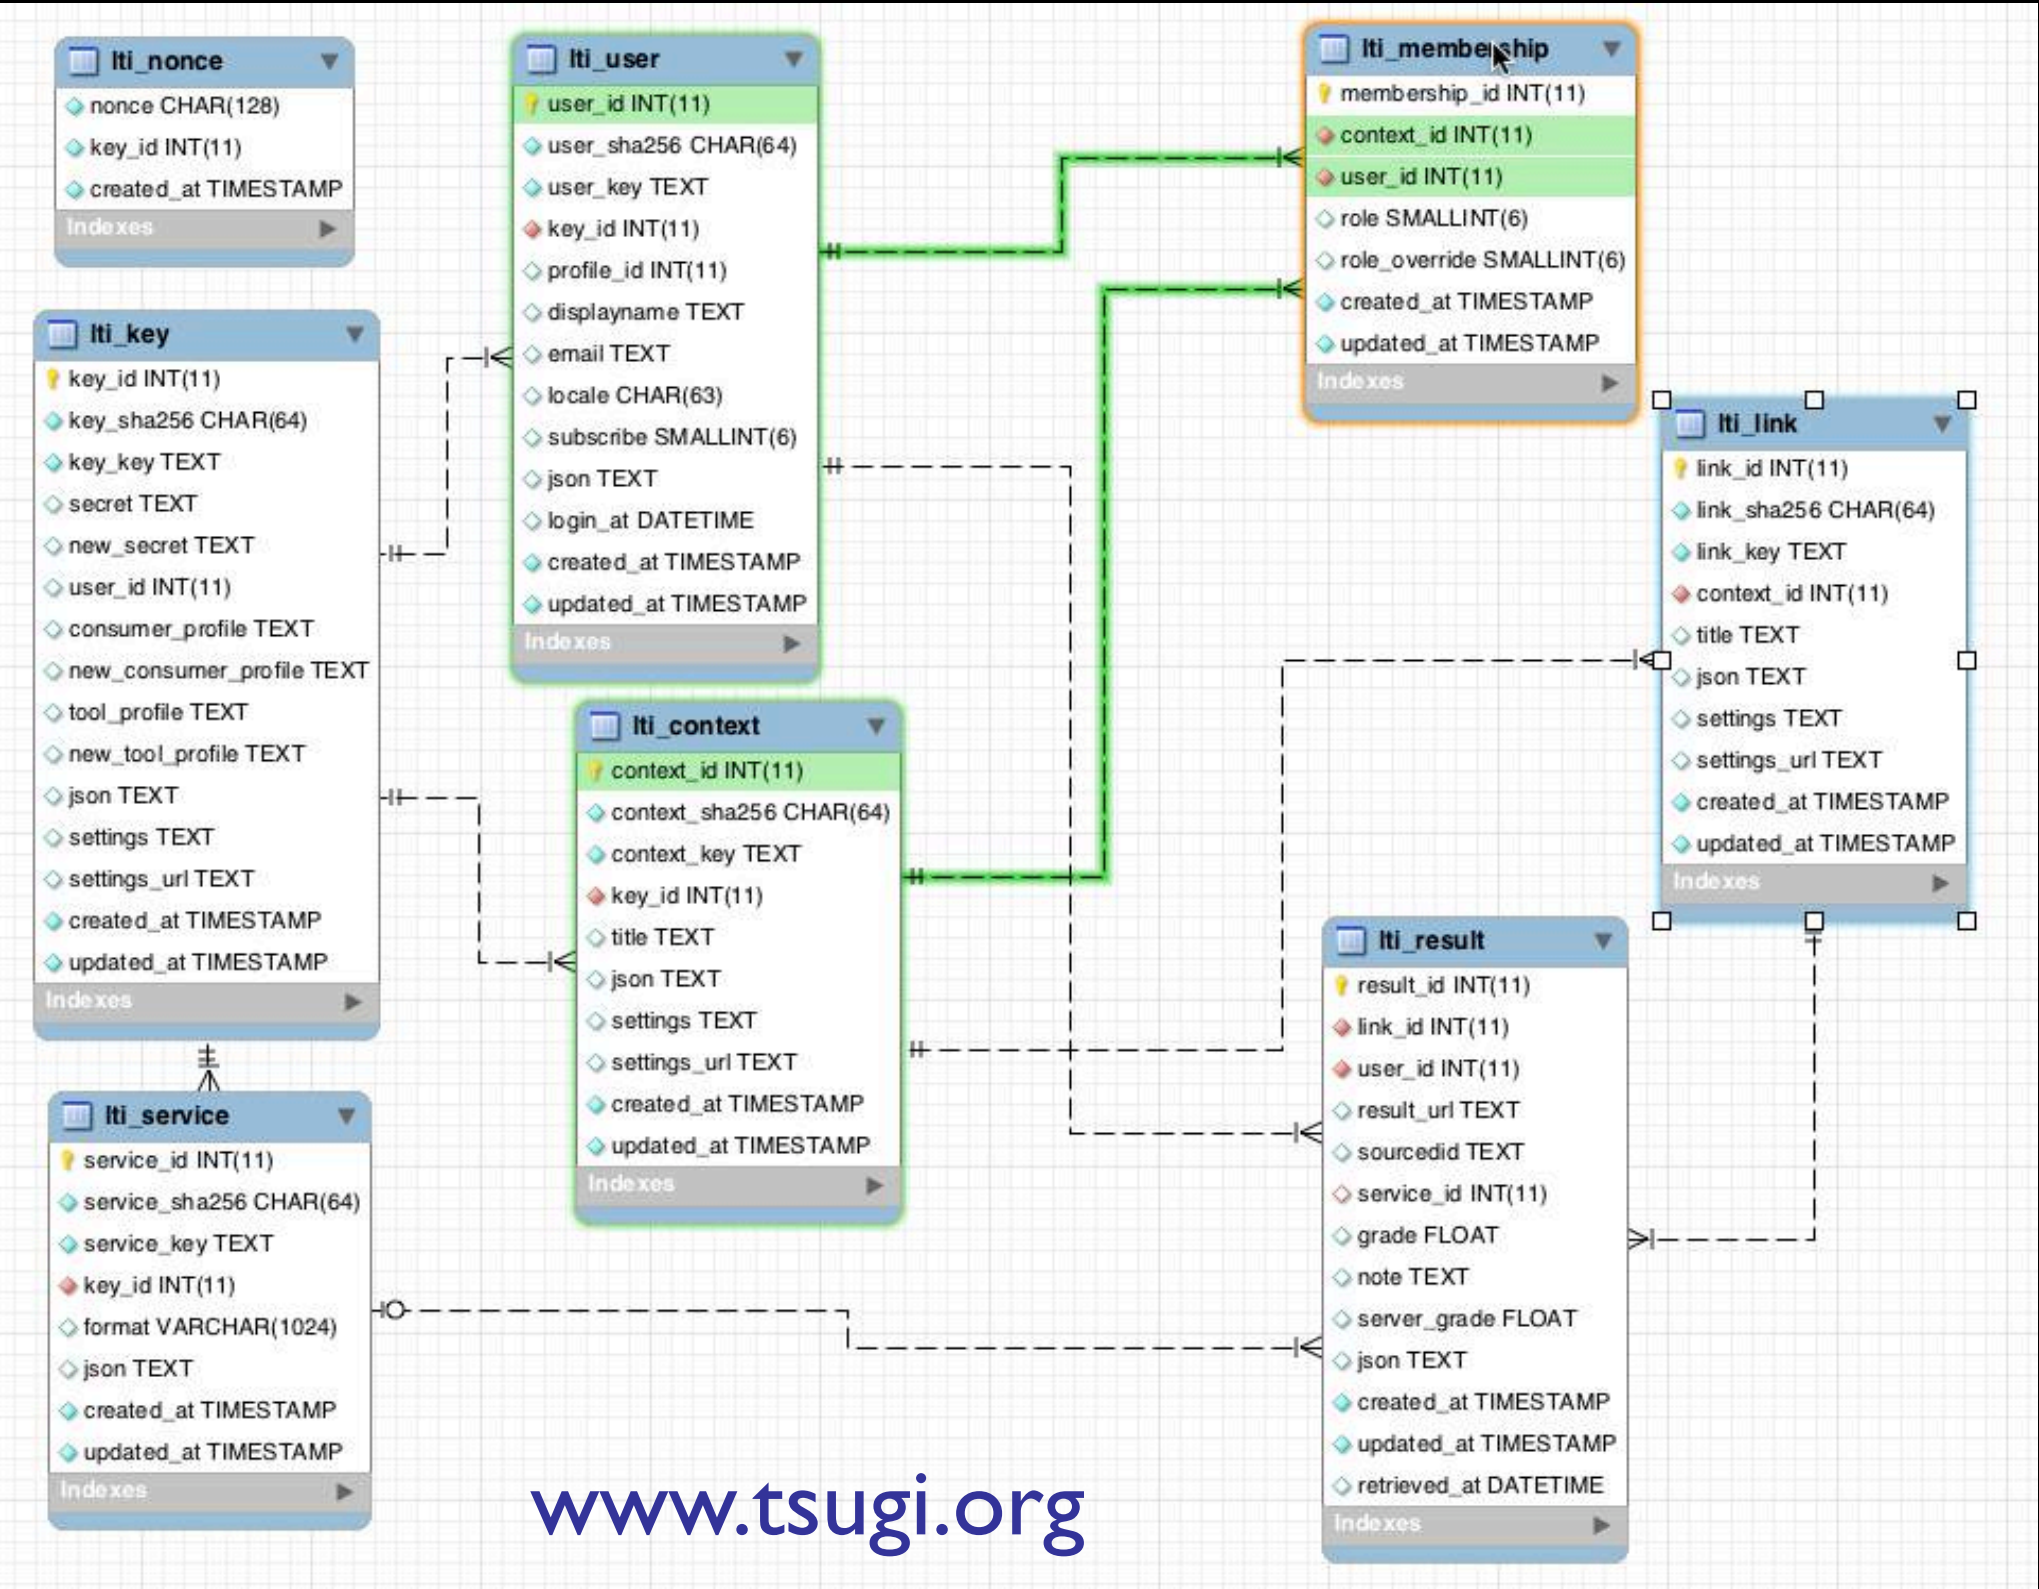 lti_nonce
nonce CHAR(128)
key_id INT(11)
created_at TIMESTAMP
Indexes
lti_key
key_id INT(11)
key_sha256 CHAR(64)
key_key TEXT
secret TEXT
new_secret TEXT
user_id INT(11)
consumer_profile TEXT
new_consumer_profile TEXT
tool_profile TEXT
new_tool_profile TEXT
json TEXT
settings TEXT
settings_url TEXT
created_at TIMESTAMP
updated_at TIMESTAMP
Indexes
lti_service
service_id INT(11)
service_sha256 CHAR(64)
service_key TEXT
key_id INT(11)
format VARCHAR(1024)
json TEXT
created_at TIMESTAMP
updated_at TIMESTAMP
Indexes
lti_user
user_id INT(11)
user_sha256 CHAR(64)
user_key TEXT
key_id INT(11)
profile_id INT(11)
displayname TEXT
email TEXT
locale CHAR(63)
subscribe SMALLINT(6)
json TEXT
login_at DATETIME
created_at TIMESTAMP
updated_at TIMESTAMP
Indexes
lti_context
context_id INT(11)
context_sha256 CHAR(64)
context_key TEXT
key_id INT(11)
title TEXT
json TEXT
settings TEXT
settings_url TEXT
created_at TIMESTAMP
updated_at TIMESTAMP
Indexes
lti_membership
membership_id INT(11)
context_id INT(11)
user_id INT(11)
role SMALLINT(6)
role_override SMALLINT(6)
created_at TIMESTAMP
updated_at TIMESTAMP
Indexes
lti_link
link_id INT(11)
link_sha256 CHAR(64)
link_key TEXT
context_id INT(11)
title TEXT
json TEXT
settings TEXT
settings_url TEXT
created_at TIMESTAMP
updated_at TIMESTAMP
Indexes
lti_result
result_id INT(11)
link_id INT(11)
user_id INT(11)
result_url TEXT
sourcedid TEXT
service_id INT(11)
grade FLOAT
note TEXT
server_grade FLOAT
json TEXT
created_at TIMESTAMP
updated_at TIMESTAMP
retrieved_at DATETIME
Indexes
www.tsugi.org